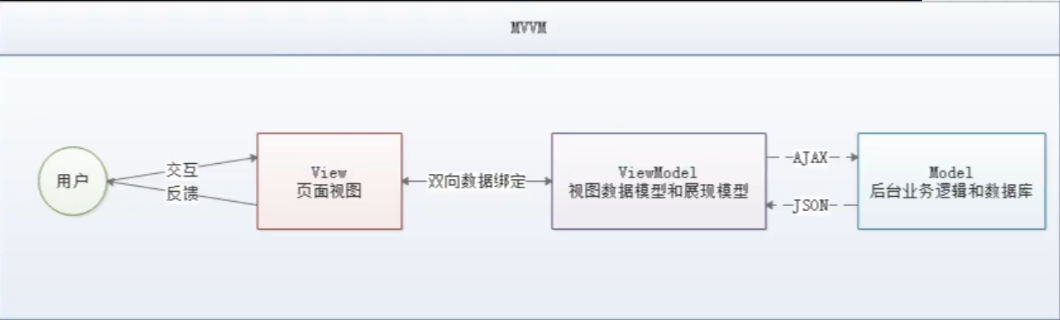 MVVM
用户
交互
反馈
View
页面视图
双向数据绑定
ViewModel
视图数据模型和展现模型
AJAX
JSON
Model
后台业务逻辑和数据库